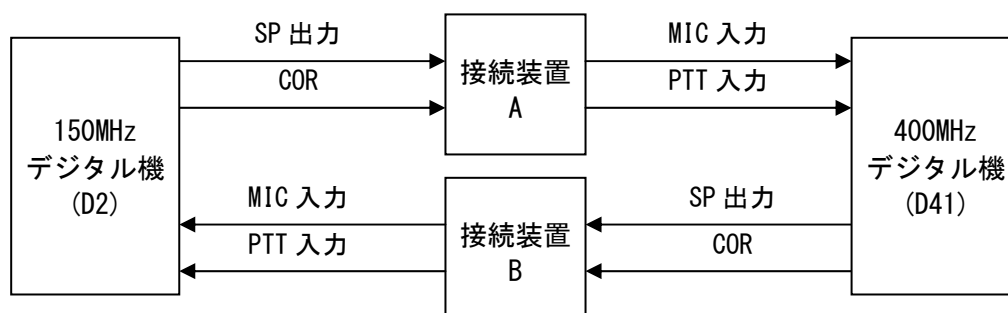 SP 出力
COR
接続装置
A
MIC 入力
PTT 入力
150MHz
デジタル機
(D2)
400MHz
デジタル機
(D41)
MIC 入力
PTT 入力
接続装置
B
SP 出力
COR